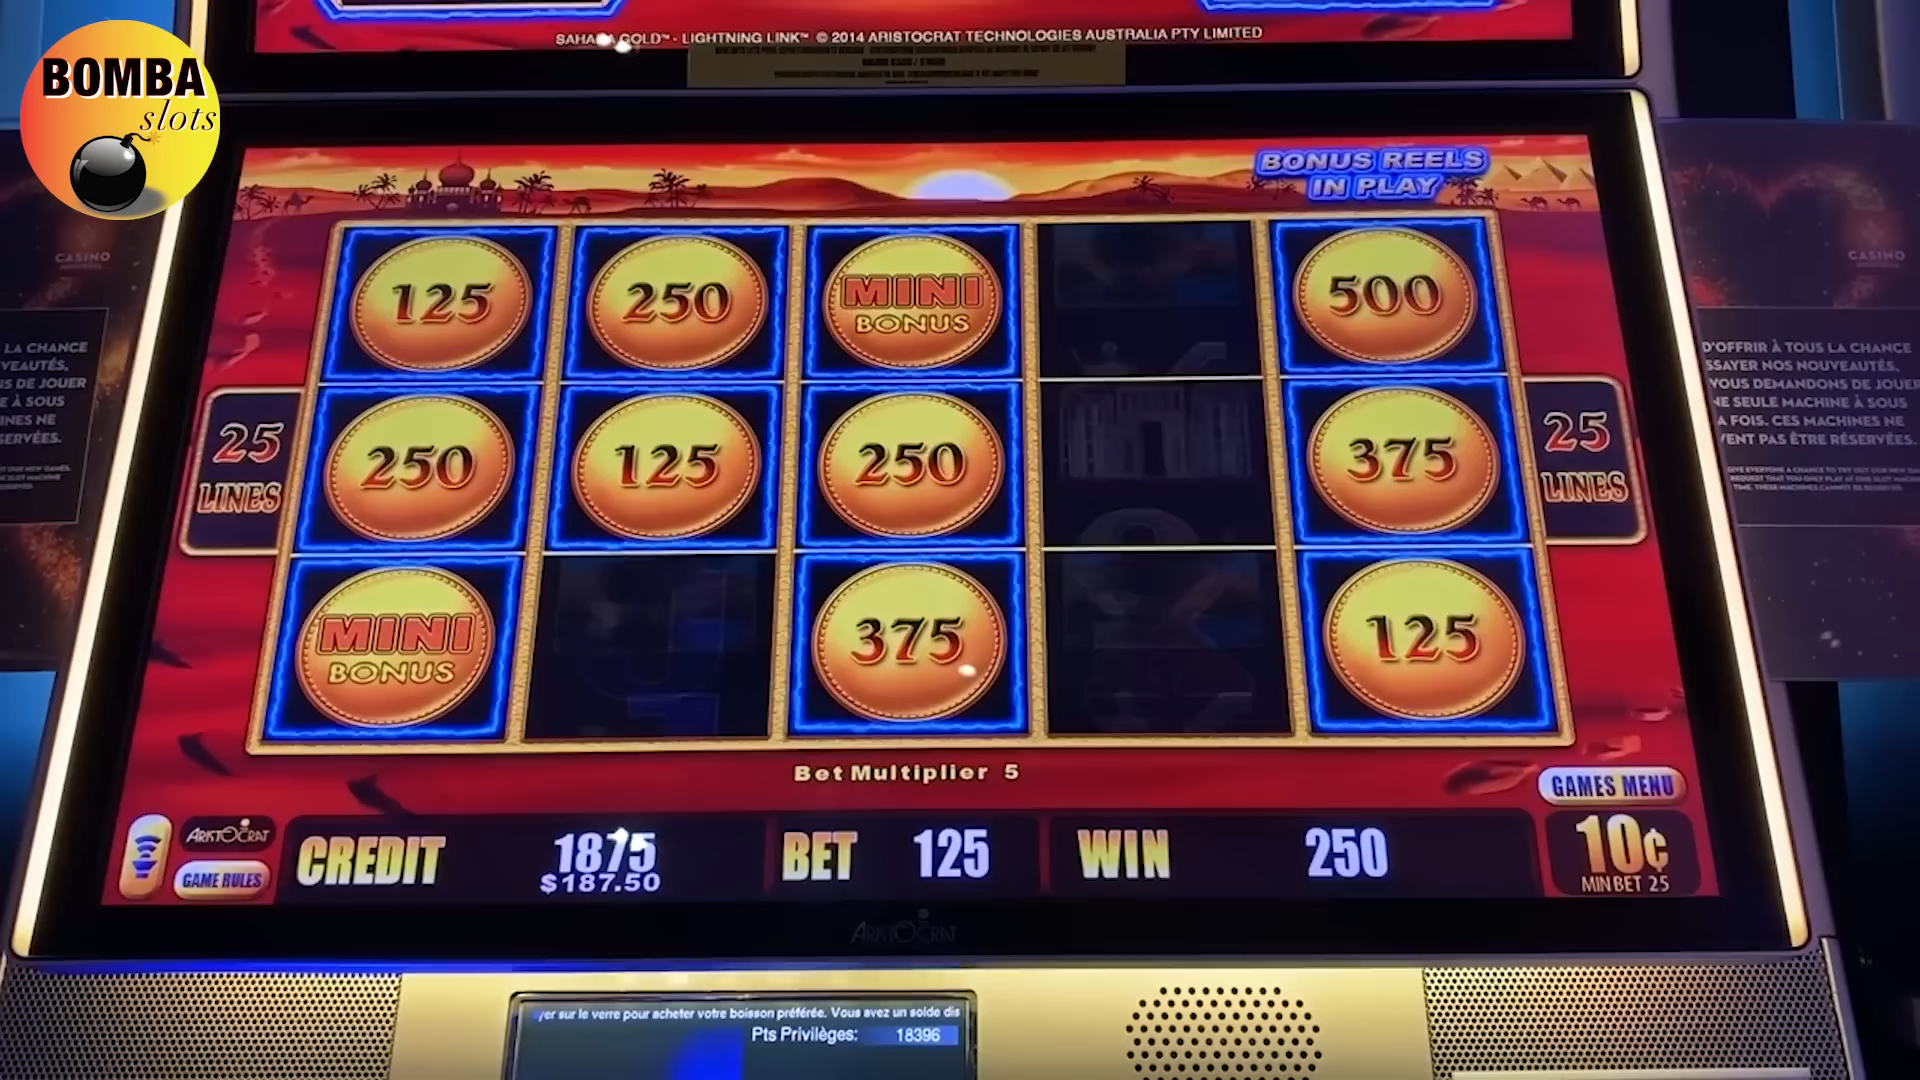 BOMBA
slots
SAHARA GOLD™ - LIGHTNING LINK™ © 2014 ARISTOCRAT TECHNOLOGIES AUSTRALIA PTY LIMITED
BONUS REELS
IN PLAY
125 250 MINI BONUS 500
250 125 250 375
MINI BONUS 375 125
25
LINES
25
LINES
Bet Multiplier 5
GAMES MENU
ARISTOCRAT
GAME RULES
CREDIT 1875
$187.50
BET 125
WIN 250
10¢
MIN BET 25
ARISTOCRAT
CASINO
LA CHANCE
VEAUTÉS,
IS DE JOUER
E À SOUS
INES NE
SERVÉES.
CASINO
D'OFFRIR À TOUS LA CHANCE
SSAYER NOS NOUVEAUTÉS,
VOUS DEMANDONS DE JOUER
NE SEULE MACHINE À SOUS
A FOIS. CES MACHINES NE
VENT PAS ÊTRE RÉSERVÉES.
yer sur le verre pour acheter votre boisson préférée. Vous avez un solde dis
Pts Privilèges: 18396